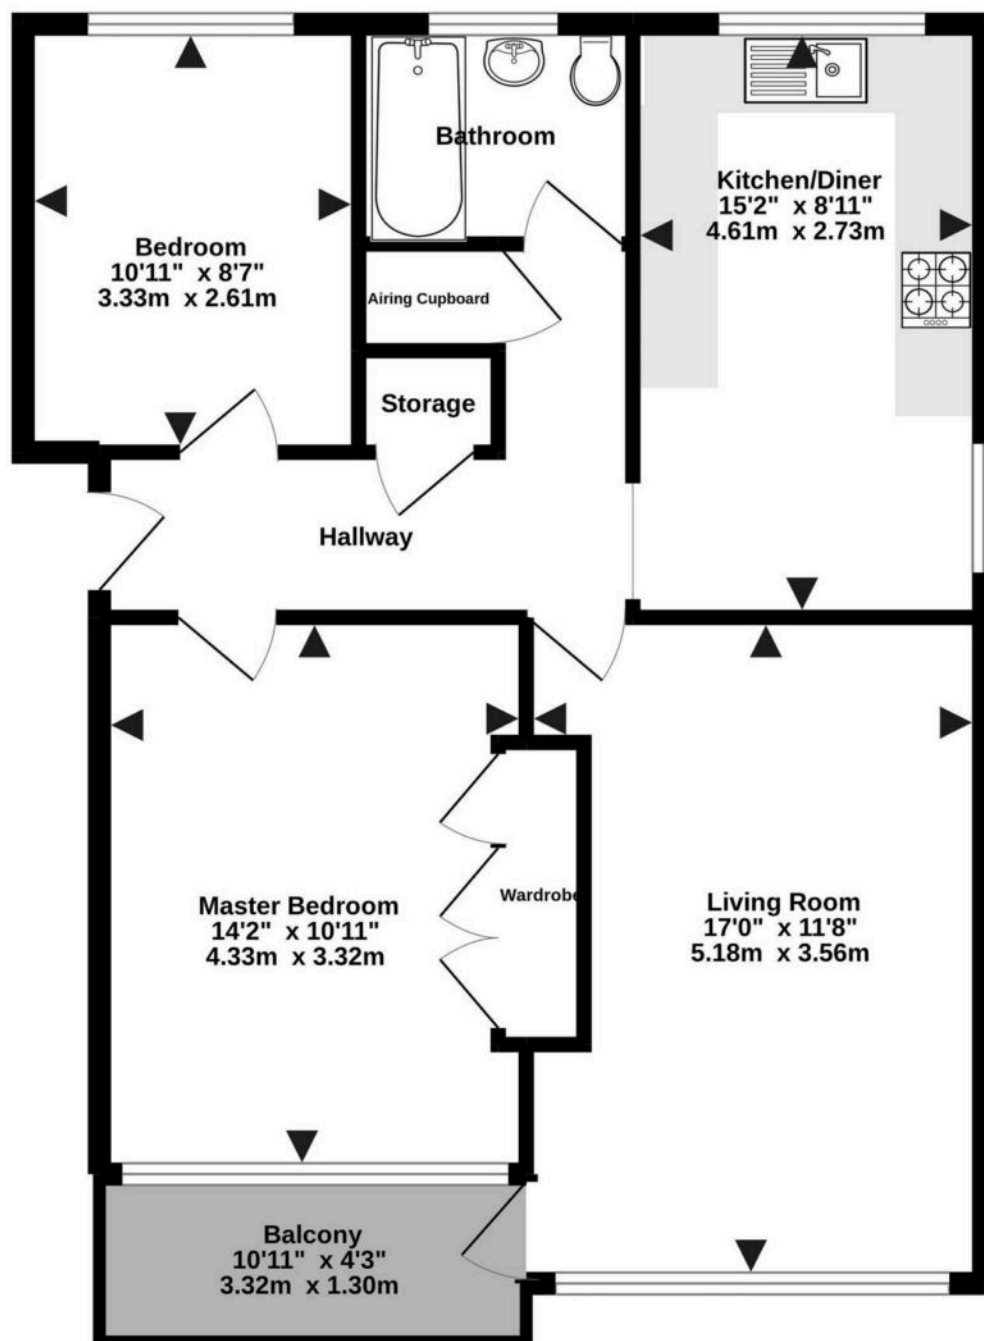 Bathroom
Kitchen/Diner
15'2" x 8'11"
4.61m x 2.73m
Bedroom
10'11" x 8'7"
3.33m x 2.61m
Airing Cupboard
Storage
Hallway
Wardrobe
Master Bedroom
14'2" x 10'11"
4.33m x 3.32m
Living Room
17'0" x 11'8"
5.18m x 3.56m
Balcony
10'11" x 4'3"
3.32m x 1.30m